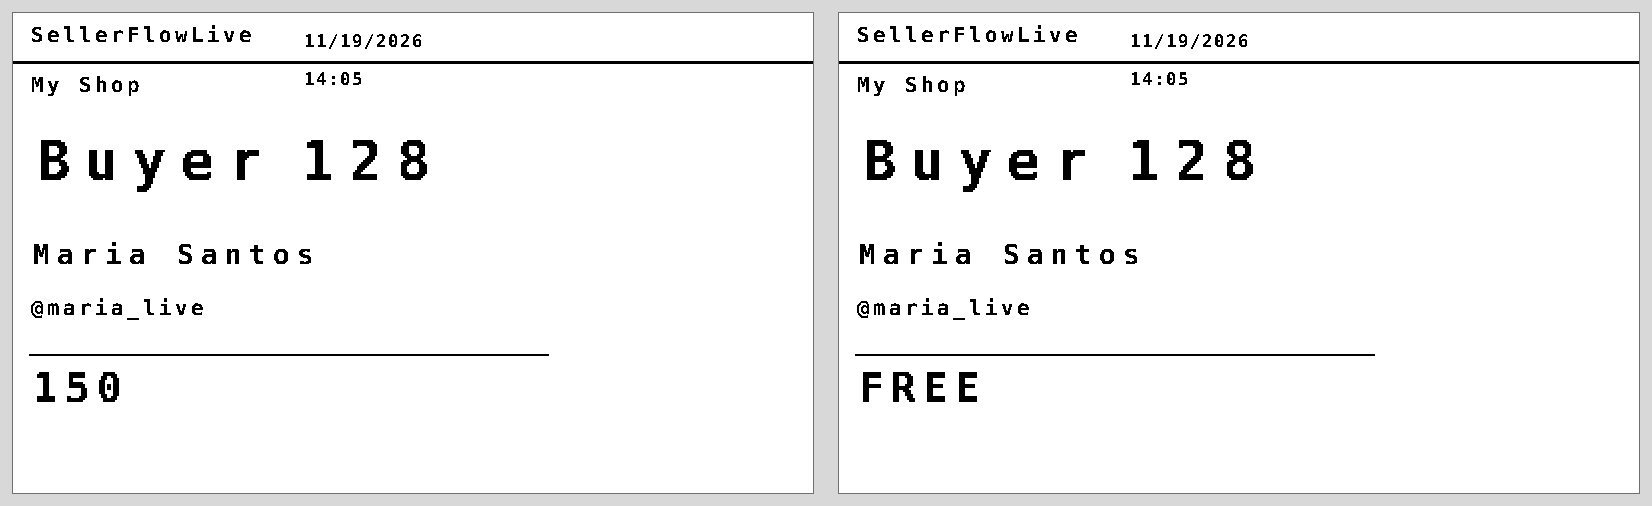 SellerFlowLive 11/19/2026
My Shop 14:05
Buyer 128
Maria Santos
@maria_live
150
SellerFlowLive 11/19/2026
My Shop 14:05
Buyer 128
Maria Santos
@maria_live
FREE